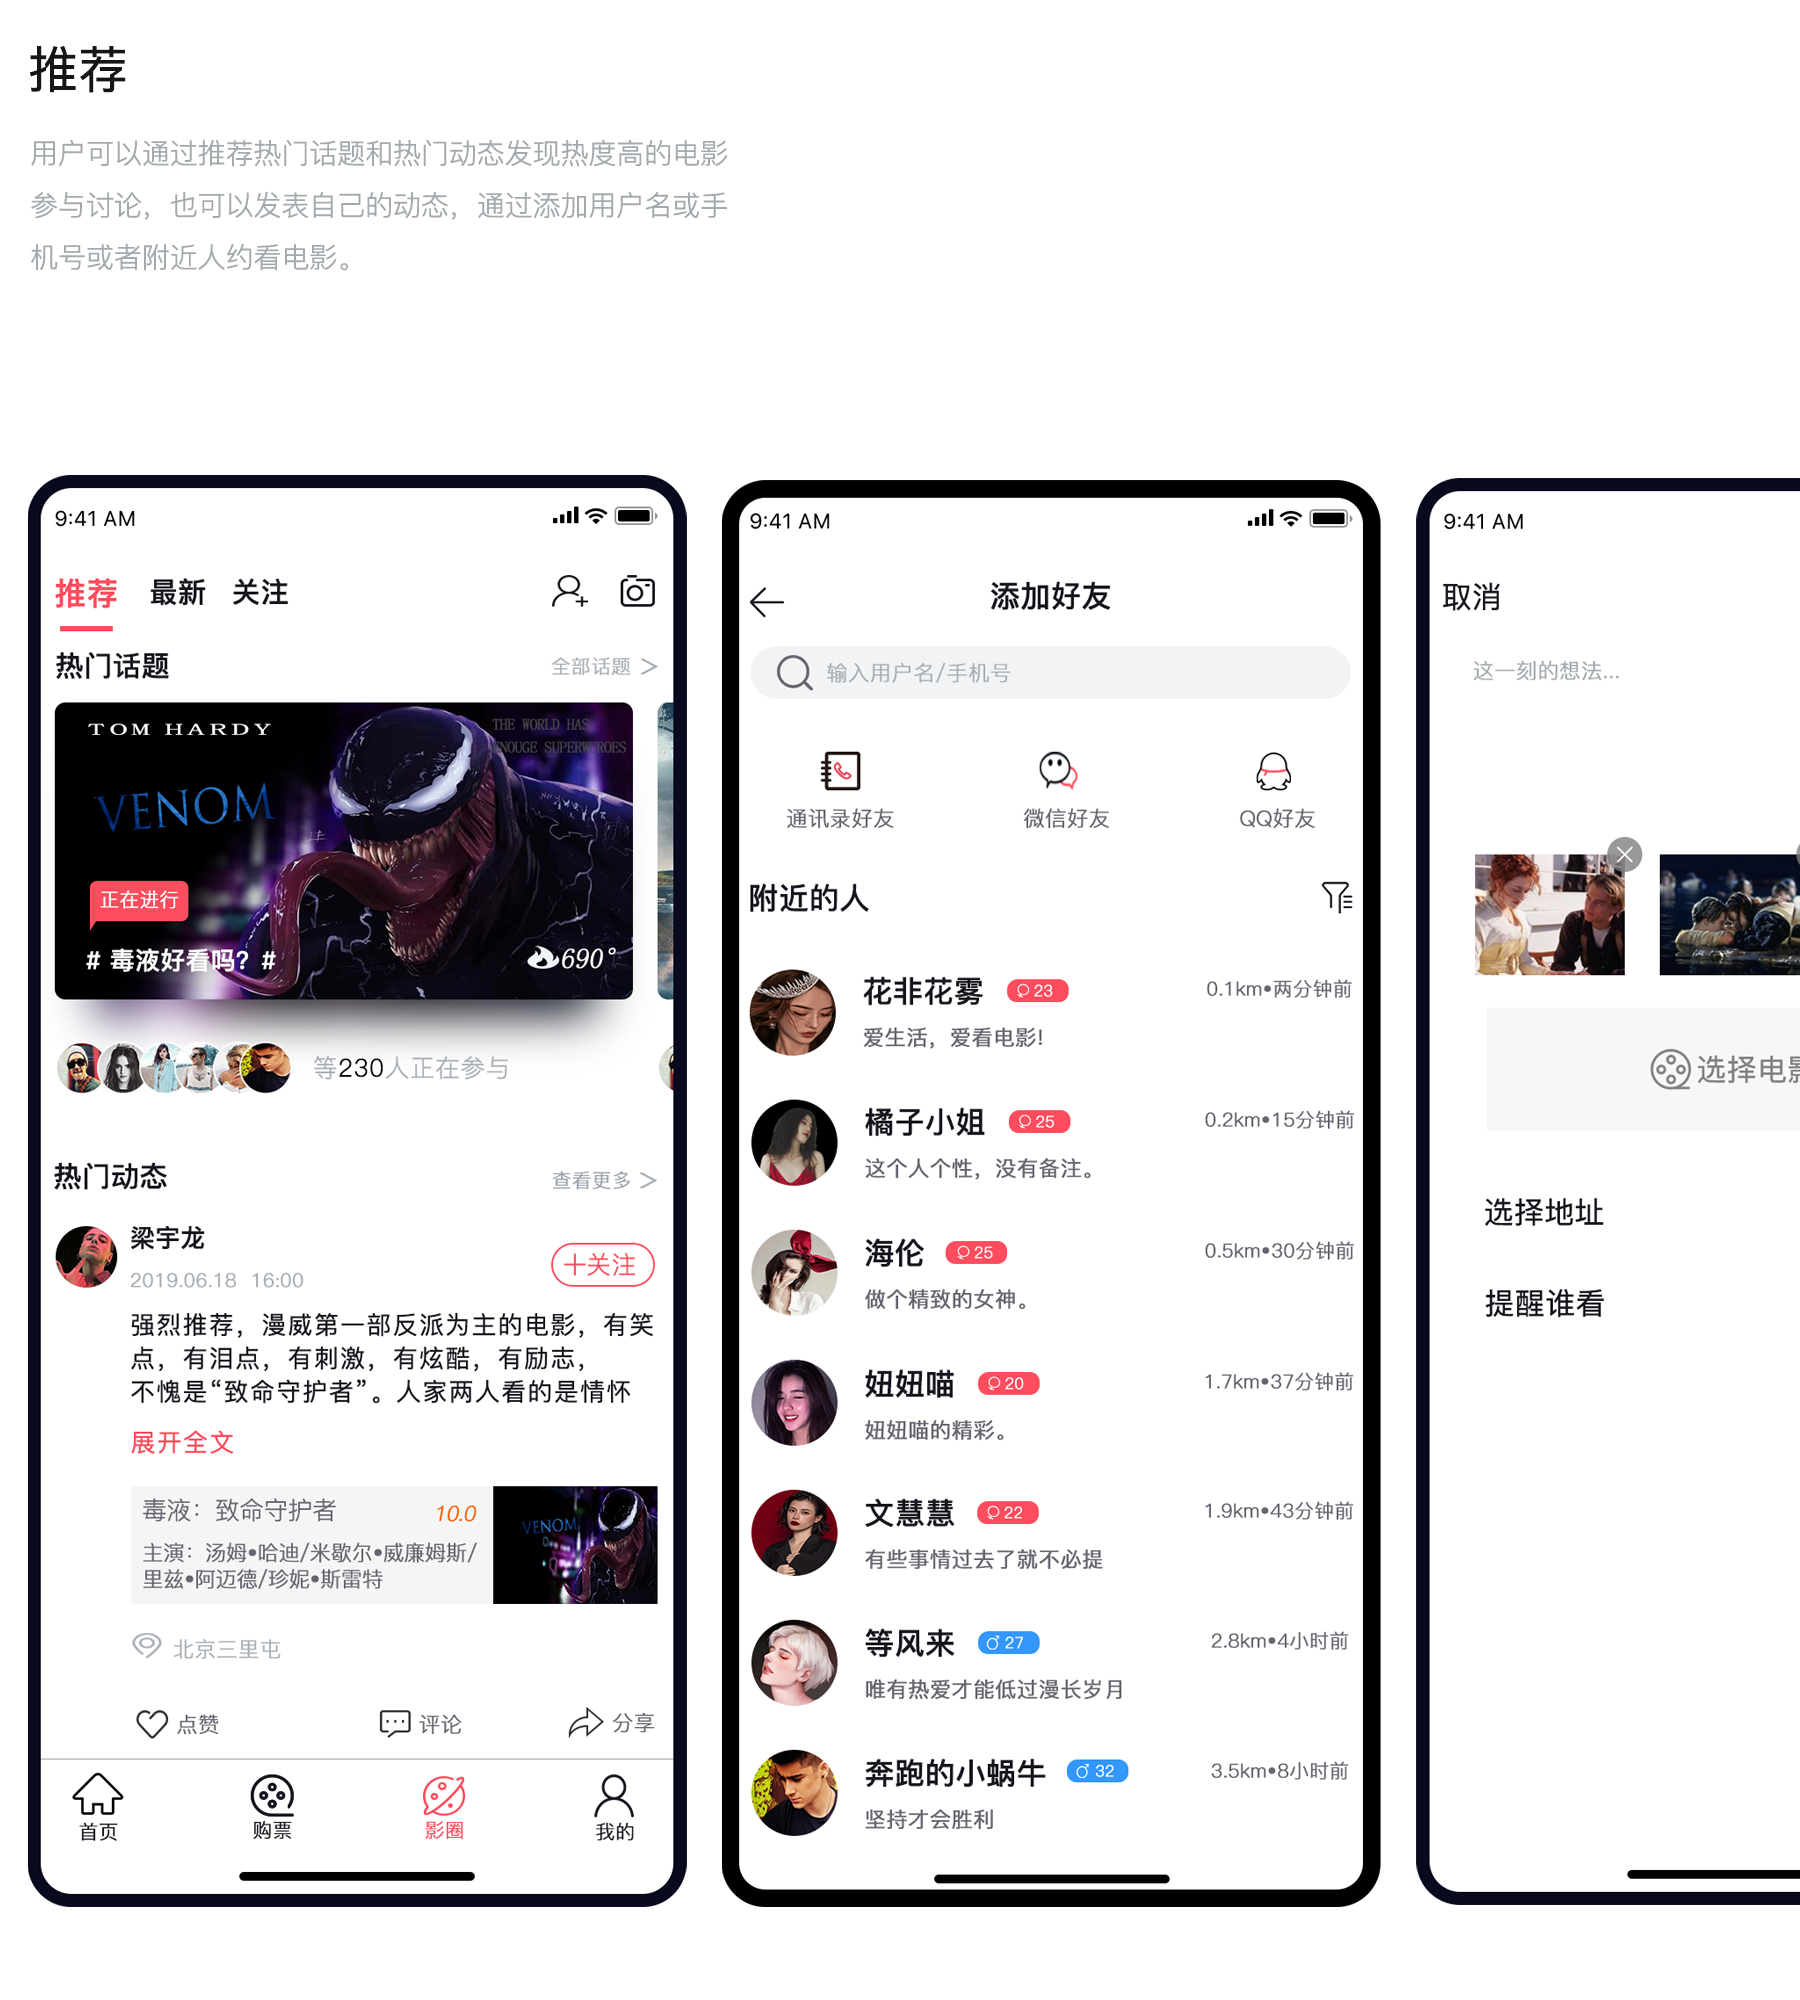 推荐
用户可以通过推荐热门话题和热门动态发现热度高的电影
参与讨论，也可以发表自己的动态，通过添加用户名或手
机号或者附近人约看电影。
9:41 AM
推荐 最新 关注
热门话题 全部话题 >
TOM HARDY
THE WORLD HAS
ENOUGE SUPERWEROES
VENOM
正在进行
# 毒液好看吗？ #
690°
等230人正在参与
热门动态 查看更多 >
梁宇龙
2019.06.18 16:00
十关注
强烈推荐，漫威第一部反派为主的电影，有笑
点，有泪点，有刺激，有炫酷，有励志，
不愧是“致命守护者”。人家两人看的是情怀
展开全文
毒液：致命守护者 10.0
主演：汤姆•哈迪/米歇尔•威廉姆斯/
里兹•阿迈德/珍妮•斯雷特
VENOM
北京三里屯
点赞 评论 分享
首页 购票 影圈 我的
9:41 AM
添加好友
输入用户名/手机号
通讯录好友 微信好友 QQ好友
附近的人
花非花雾 23 0.1km•两分钟前
爱生活，爱看电影！
橘子小姐 25 0.2km•15分钟前
这个人个性，没有备注。
海伦 25 0.5km•30分钟前
做个精致的女神。
妞妞喵 20 1.7km•37分钟前
妞妞喵的精彩。
文慧慧 22 1.9km•43分钟前
有些事情过去了就不必提
等风来 27 2.8km•4小时前
唯有热爱才能低过漫长岁月
奔跑的小蜗牛 32 3.5km•8小时前
坚持才会胜利
9:41 AM
取消
这一刻的想法...
选择电影
选择地址
提醒谁看